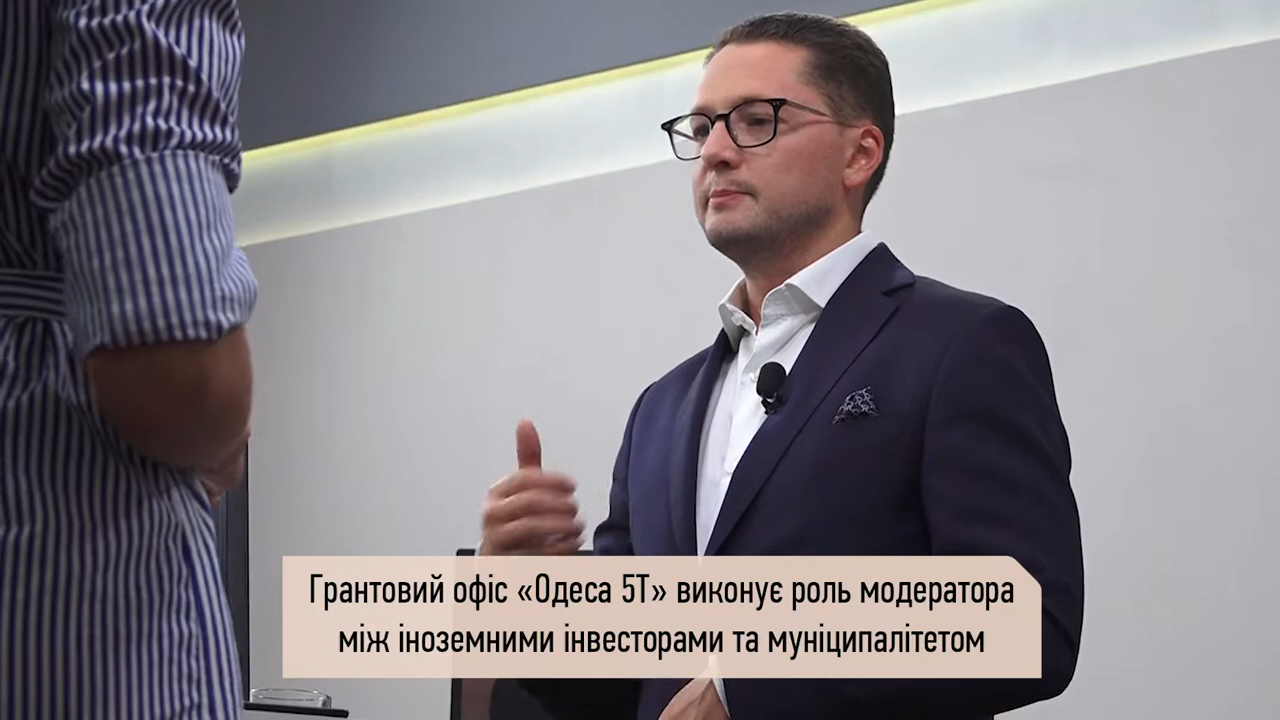 Грантовий офіс «Одеса 5Т» виконує роль модератора
між іноземними інвесторами та муніципалітетом